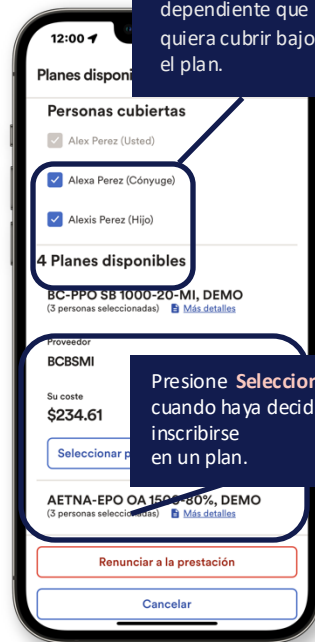 dependiente que
quiera cubrir bajo
el plan.
12:00
Planes disponi
Personas cubiertas
Alex Perez (Usted)
Alexa Perez (Cónyuge)
Alexis Perez (Hijo)
4 Planes disponibles
BC-PPO SB 1000-20-MI, DEMO
(3 personas seleccionadas) Más detalles
Proveedor
BCBSMI
Su coste
$234.61
Presione Seleccion
cuando haya decid
inscribirse
en un plan.
Seleccionar p
AETNA-EPO OA 1500-80%, DEMO
(3 personas seleccionadas) Más detalles
Renunciar a la prestación
Cancelar